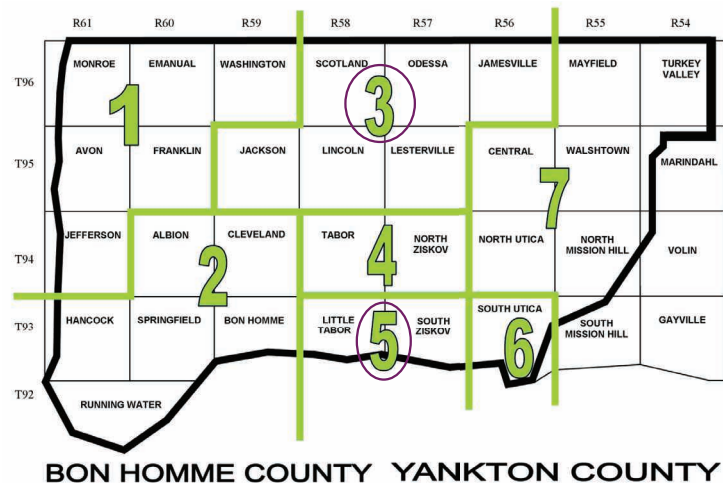 R61 R60 R59 R58 R57 R56 R55 R54
T96
MONROE EMANUAL WASHINGTON SCOTLAND ODESSA JAMESVILLE MAYFIELD TURKEY
VALLEY
1 3
T95
AVON FRANKLIN JACKSON LINCOLN LESTERVILLE CENTRAL WALSHTOWN MARINDAHL
7
T94
JEFFERSON ALBION CLEVELAND TABOR NORTH
ZISKOV NORTH UTICA NORTH
MISSION HILL VOLIN
2 4
T93
HANCOCK SPRINGFIELD BON HOMME LITTLE
TABOR SOUTH
ZISKOV SOUTH UTICA SOUTH
MISSION HILL GAYVILLE
5 6
T92
RUNNING WATER
BON HOMME COUNTY YANKTON COUNTY